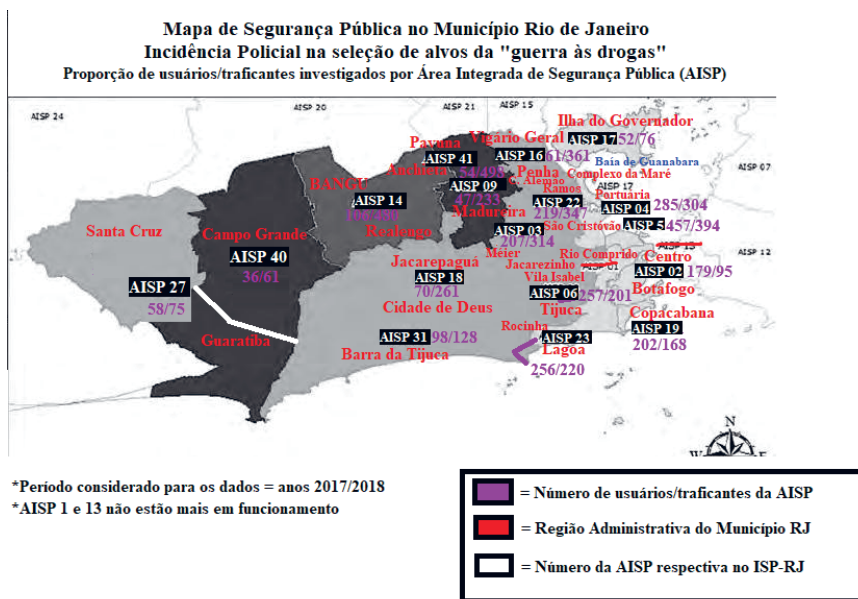 Mapa de Segurança Pública no Município Rio de Janeiro
Incidência Policial na seleção de alvos da "guerra às drogas"
Proporção de usuários/traficantes investigados por Área Integrada de Segurança Pública (AISP)
AISP 24
AISP 20
AISP 21
AISP 15
Ilha do Governador
AISP 17 52/76
Pavuna
Vigário Geral
AISP 41
AISP 16 61/361
Baía de Guanabara
AISP 07
Anchieta
Penha
Complexo da Maré
BANGU
AISP 09
C. Alemão
AISP 17
47/233
Ramos
Portuária
AISP 14
AISP 22
AISP 04 285/304
Madureira
219/347
Santa Cruz
Campo Grande
Realengo
AISP 03
São Cristóvão
AISP 5 457/394
207/314
AISP 13
AISP 12
AISP 40
Méier
Rio Comprido
Centro
36/61
Jacarepaguá
Jacarezinho
AISP 01
AISP 02 179/95
AISP 18
Vila Isabel
AISP 27
70/261
AISP 06 257/201
Botafogo
58/75
Cidade de Deus
Tijuca
Copacabana
Guaratiba
Rocinha
AISP 19
AISP 31 98/128
AISP 23
202/168
Barra da Tijuca
Lagoa
256/220
N
W
E
*Período considerado para os dados = anos 2017/2018
*AISP 1 e 13 não estão mais em funcionamento
= Número de usuários/traficantes da AISP
= Região Administrativa do Município RJ
= Número da AISP respectiva no ISP-RJ